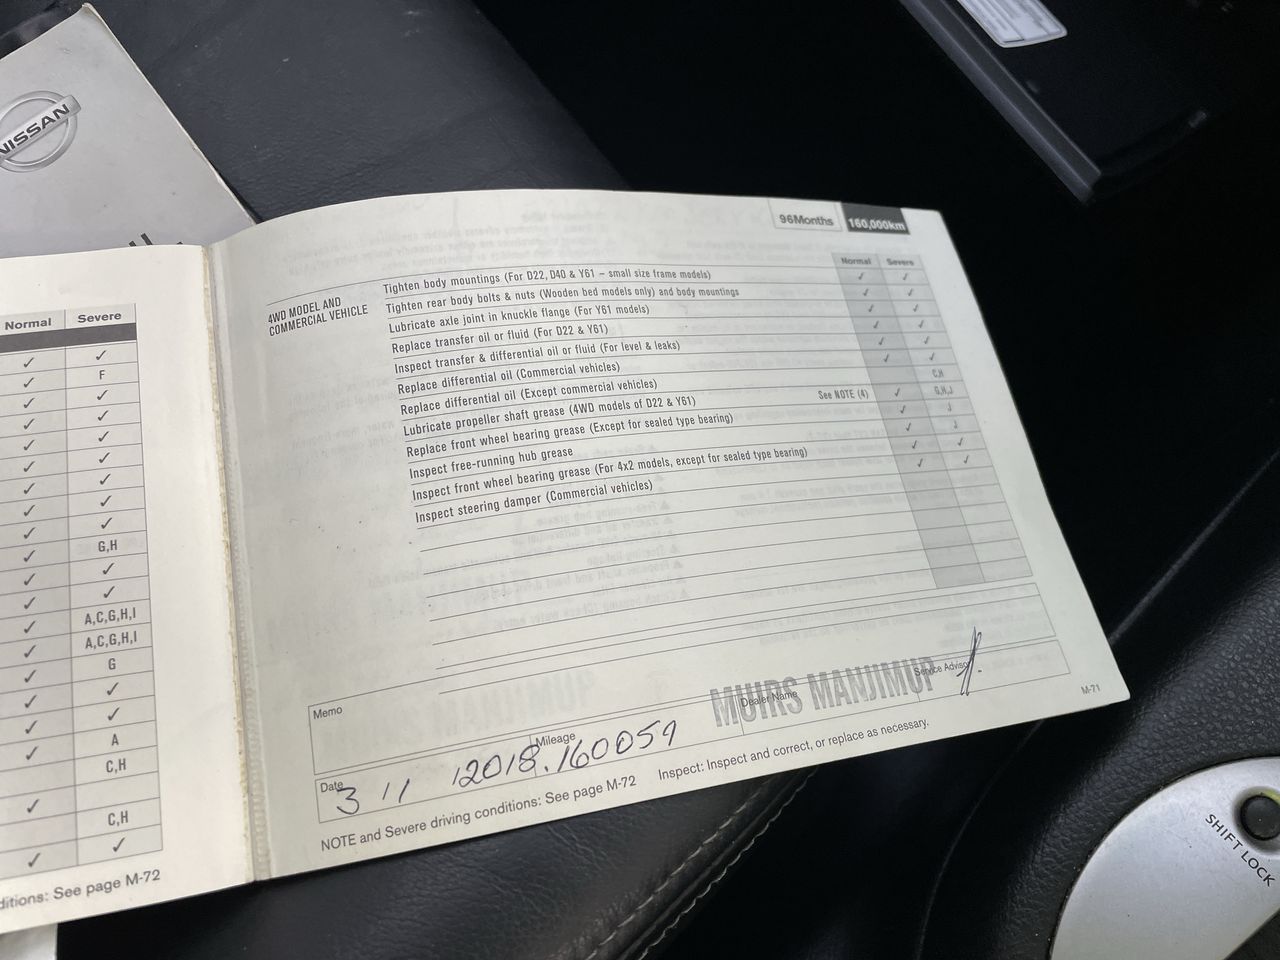 NISSAN
Normal Severe
✓ ✓
✓ F
✓ ✓
✓ ✓
✓ ✓
✓ ✓
✓ ✓
✓ ✓
✓ ✓
✓ G,H
✓ ✓
✓ ✓
✓ A,C,G,H,I
✓ A,C,G,H,I
✓ G
✓ ✓
✓ ✓
✓ A
C,H
✓
C,H
✓ ✓
ditions: See page M-72
96Months 160,000km
Normal Severe
4WD MODEL AND
COMMERCIAL VEHICLE
Tighten body mountings (For D22, D40 & Y61 – small size frame models) ✓ ✓
Tighten rear body bolts & nuts (Wooden bed models only) and body mountings ✓ ✓
Lubricate axle joint in knuckle flange (For Y61 models) ✓ ✓
Replace transfer oil or fluid (For D22 & Y61) ✓ ✓
Inspect transfer & differential oil or fluid (For level & leaks) ✓ ✓
Replace differential oil (Commercial vehicles) ✓ ✓
Replace differential oil (Except commercial vehicles) C,H
Lubricate propeller shaft grease (4WD models of D22 & Y61) See NOTE (4) ✓ G,H,J
Replace front wheel bearing grease (Except for sealed type bearing) ✓ J
Inspect free-running hub grease ✓ J
Inspect front wheel bearing grease (For 4x2 models, except for sealed type bearing) ✓ ✓
Inspect steering damper (Commercial vehicles) ✓ ✓
Memo
Date 3 11 12018. Mileage 160059 Dealer Name MUIRS MANJIMUP Service Advisor
NOTE and Severe driving conditions: See page M-72 Inspect: Inspect and correct, or replace as necessary.
M-71
SHIFT LOCK